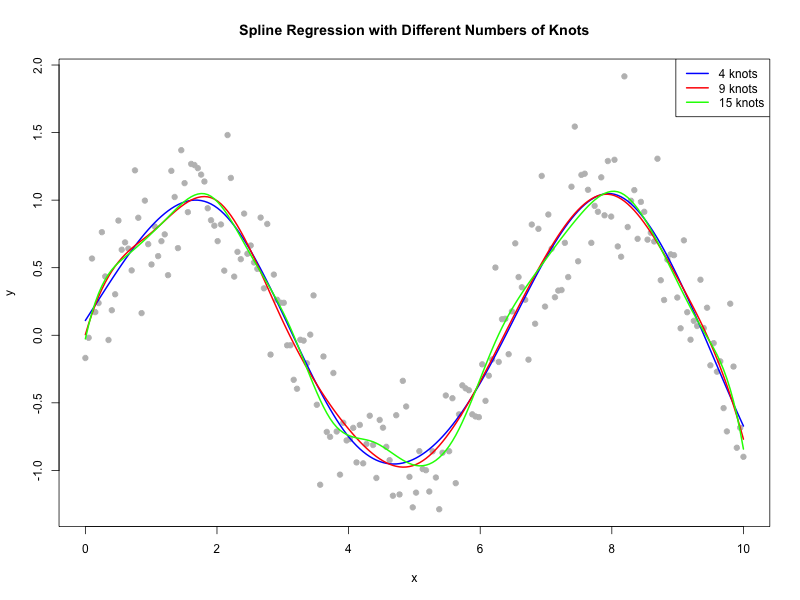 Spline Regression with Different Numbers of Knots
4 knots
9 knots
15 knots
2.0
1.5
1.0
0.5
0.0
-0.5
-1.0
y
0 2 4 6 8 10
x